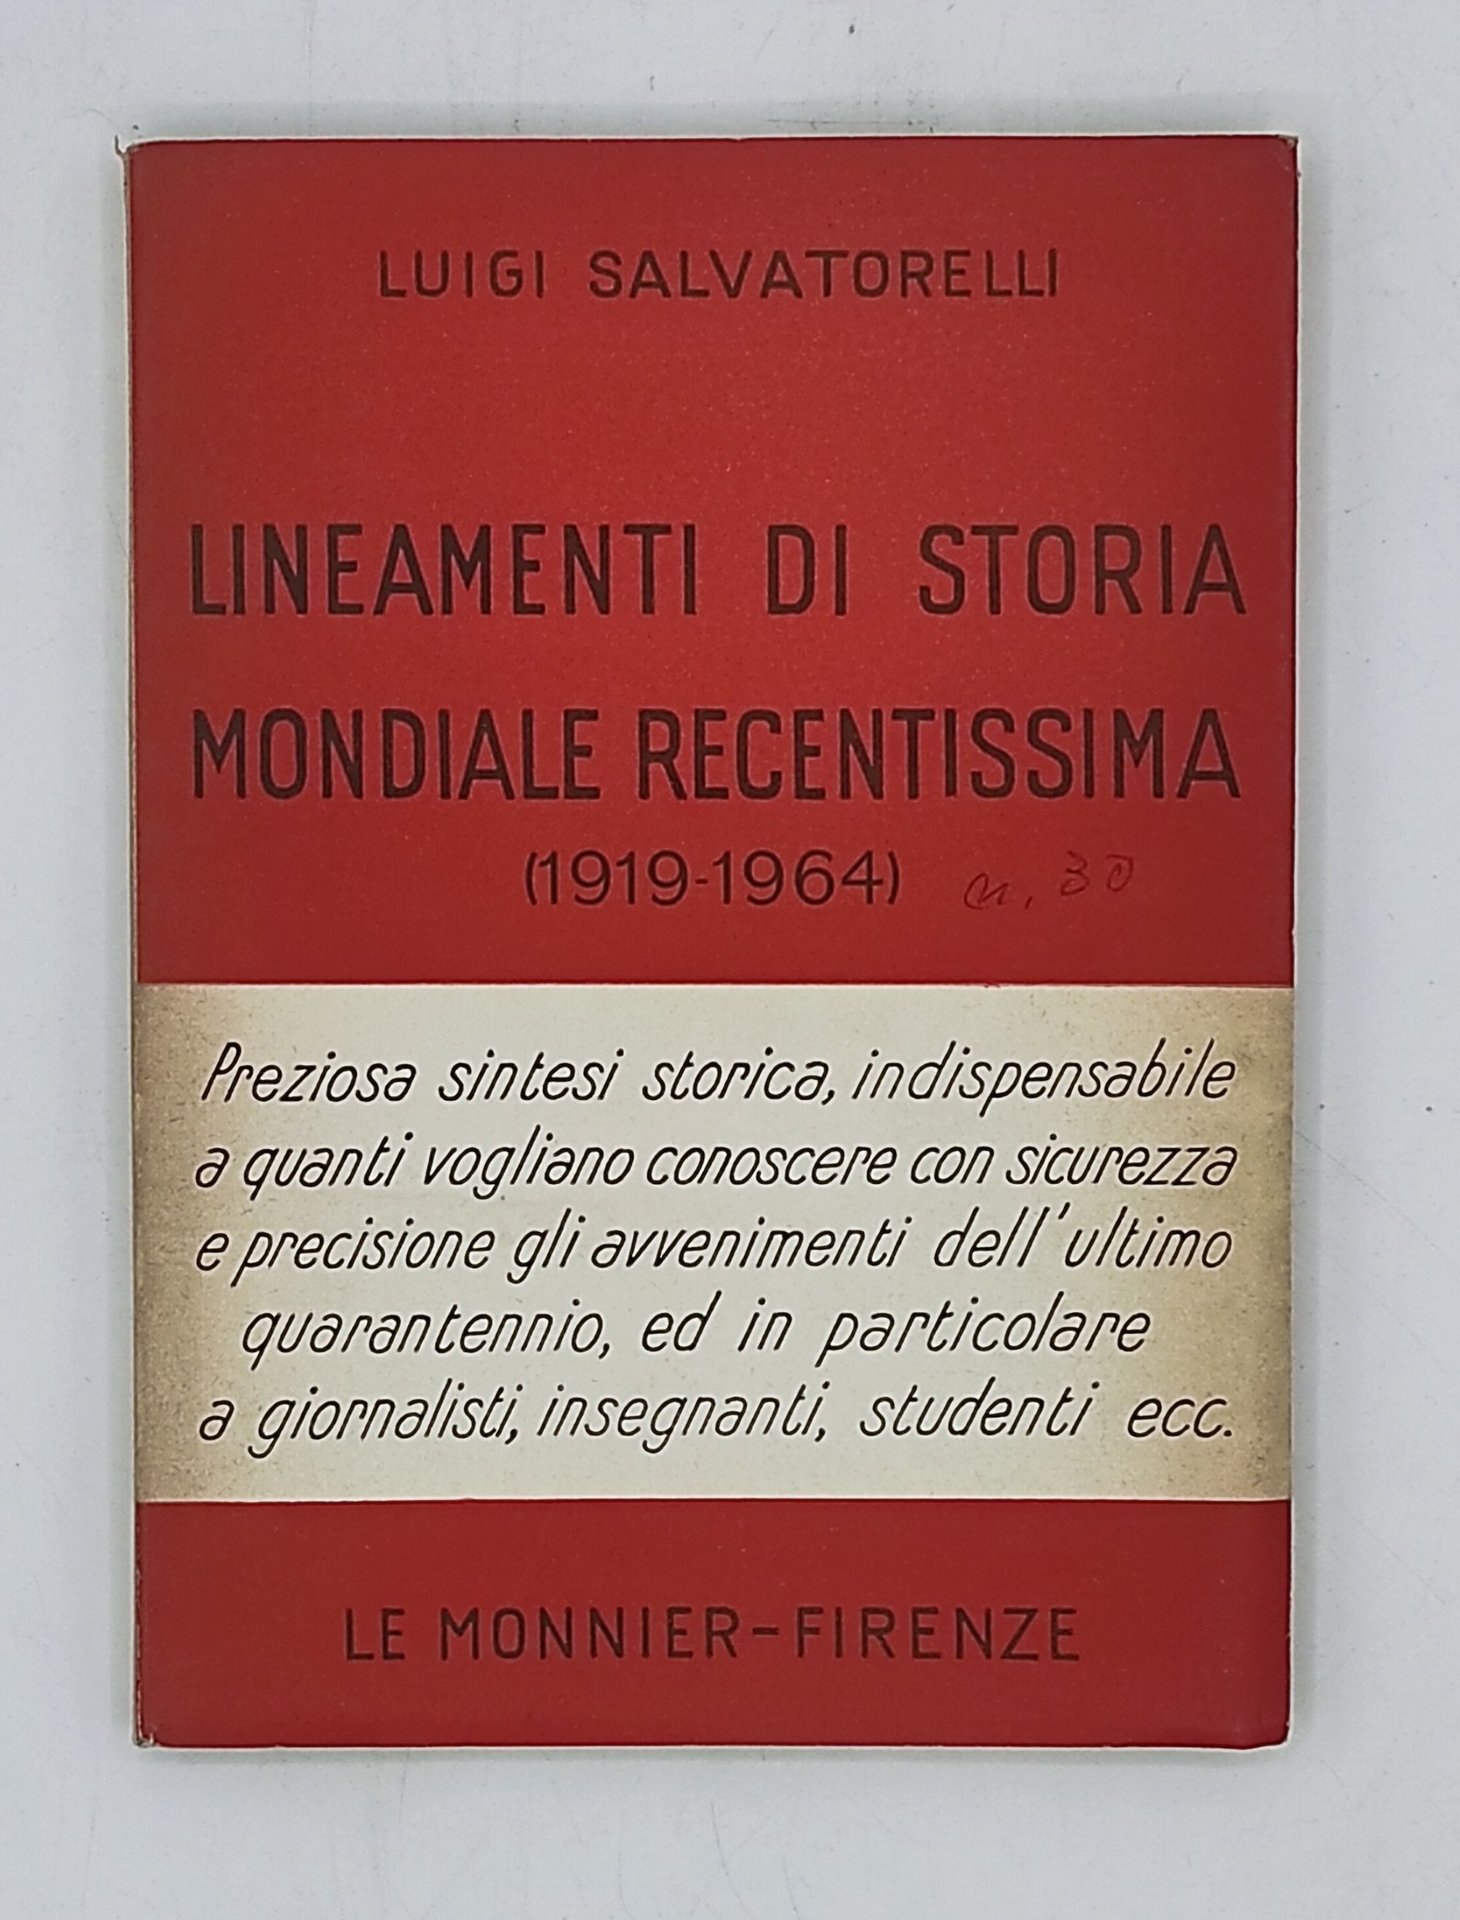 LUIGI SALVATORELLI
LINEAMENTI DI STORIA
MONDIALE RECENTISSIMA
(1919-1964) n. 30
Preziosa sintesi storica, indispensabile
a quanti vogliano conoscere con sicurezza
e precisione gli avvenimenti dell'ultimo
quarantennio, ed in particolare
a giornalisti, insegnanti, studenti ecc.
LE MONNIER-FIRENZE